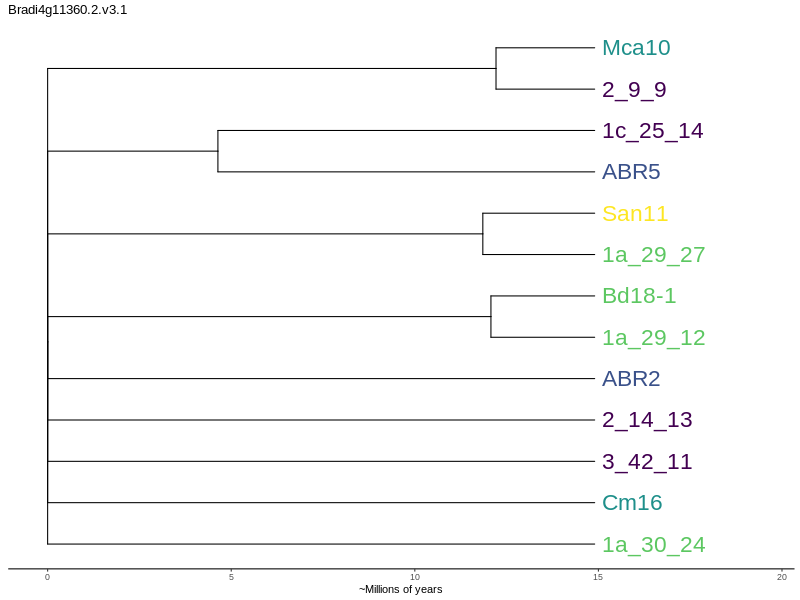 Bradi4g11360.2.v3.1
Mca10
2_9_9
1c_25_14
ABR5
San11
1a_29_27
Bd18-1
1a_29_12
ABR2
2_14_13
3_42_11
Cm16
1a_30_24
0 5 10 15 20
~Millions of years